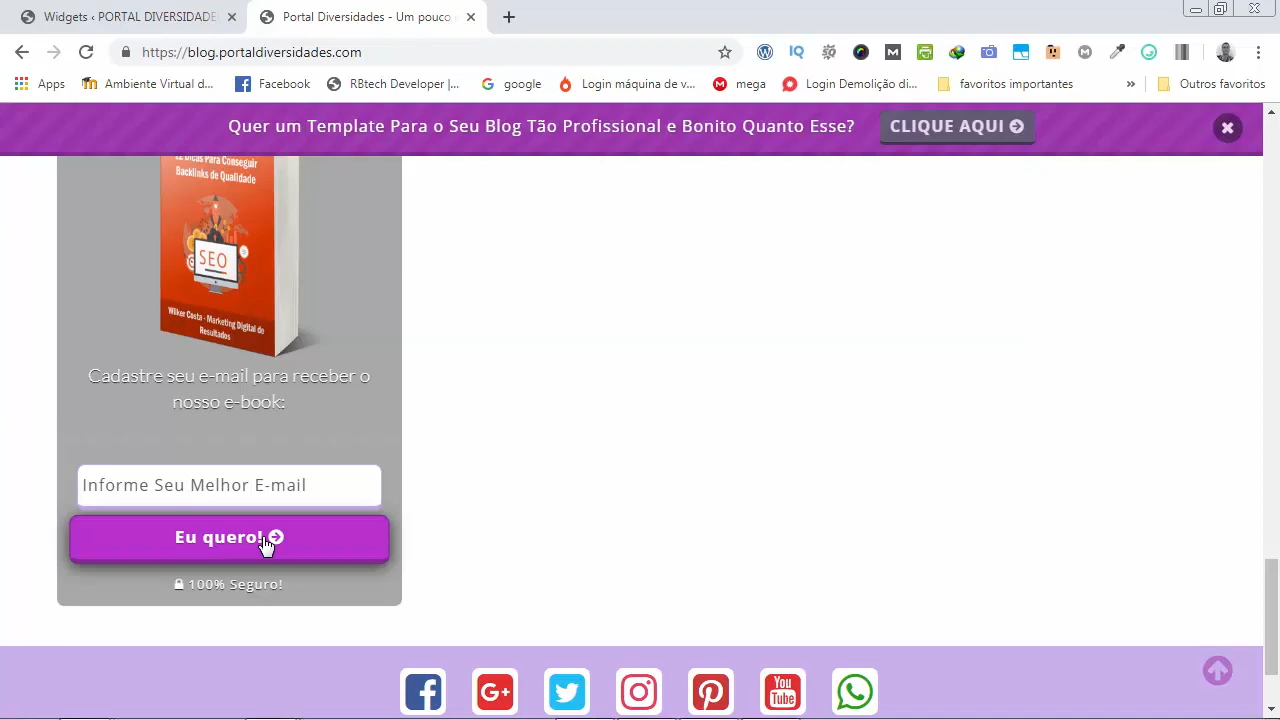 Widgets ‹ PORTAL DIVERSIDADE
Portal Diversidades - Um pouco
https://blog.portaldiversidades.com
Apps
Ambiente Virtual d...
Facebook
RBtech Developer |...
google
Login máquina de v...
mega
Login Demolição di...
favoritos importantes
»
Outros favoritos
Quer um Template Para o Seu Blog Tão Profissional e Bonito Quanto Esse?
CLIQUE AQUI
Dicas Para Conseguir
Backlinks de Qualidade
SEO
Wilker Costa - Marketing Digital de
Resultados
Cadastre seu e-mail para receber o
nosso e-book:
Informe Seu Melhor E-mail
Eu quero!
100% Seguro!
You
Tube